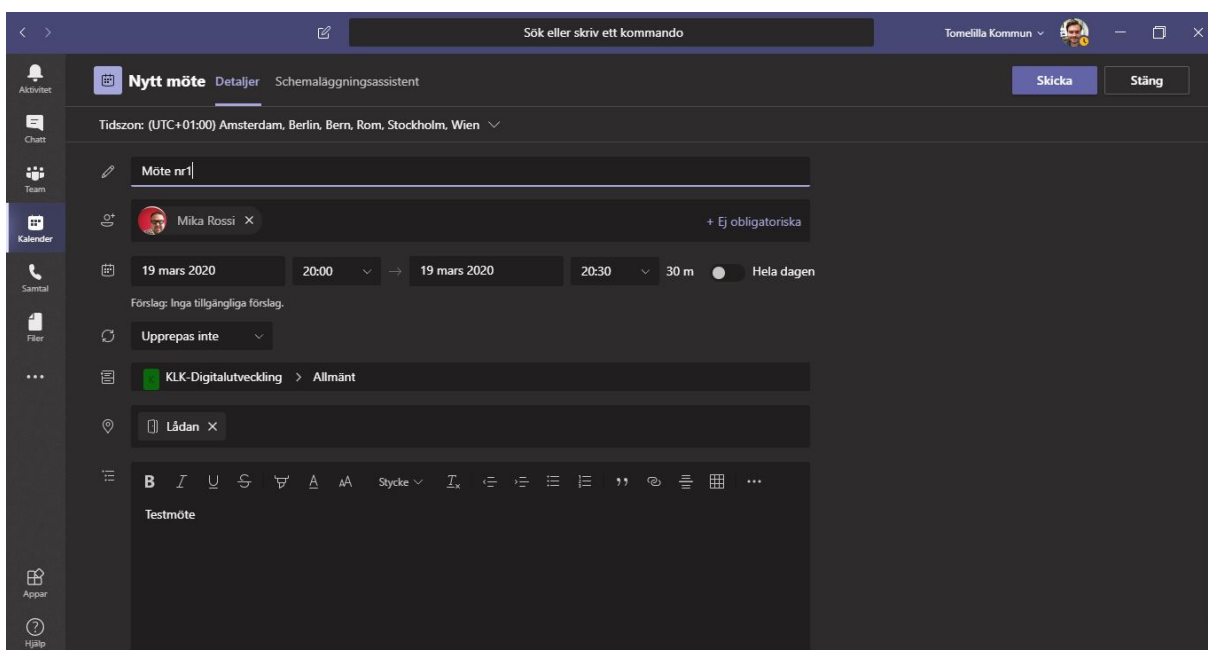 Sök eller skriv ett kommando
Tomelilla Kommun
Aktivitet
Chatt
Team
Kalender
Samtal
Filer
Appar
Hjälp
Nytt möte Detaljer Schemaläggningsassistent
Skicka Stäng
Tidszon: (UTC+01:00) Amsterdam, Berlin, Bern, Rom, Stockholm, Wien
Möte nr1
Mika Rossi + Ej obligatoriska
19 mars 2020 20:00 → 19 mars 2020 20:30 30 m Hela dagen
Förslag: Inga tillgängliga förslag.
Upprepas inte
K KLK-Digitalutveckling > Allmänt
Lådan
B I U S A AA Stycke Tx
Testmöte